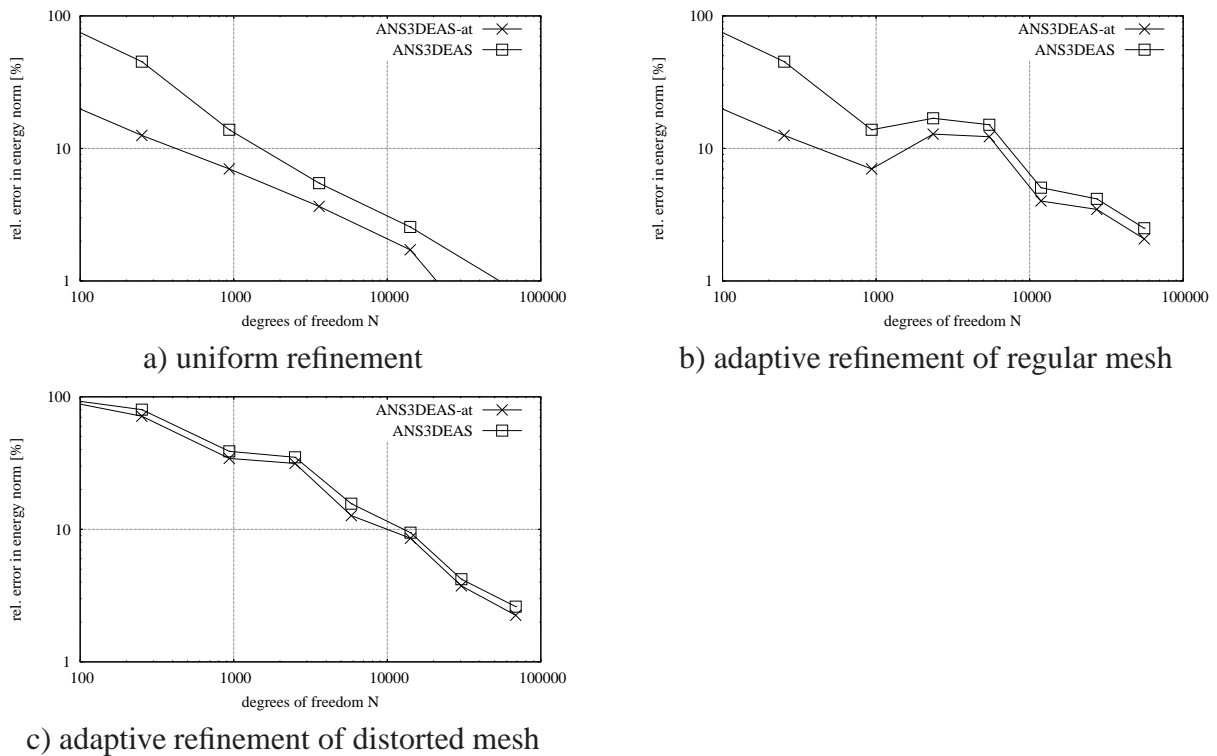 100
10
1
rel. error in energy norm [%]
ANS3DEAS-at
ANS3DEAS
100 1000 10000 100000
degrees of freedom N
a) uniform refinement
100
10
1
rel. error in energy norm [%]
ANS3DEAS-at
ANS3DEAS
100 1000 10000 100000
degrees of freedom N
b) adaptive refinement of regular mesh
100
10
1
rel. error in energy norm [%]
ANS3DEAS-at
ANS3DEAS
100 1000 10000 100000
degrees of freedom N
c) adaptive refinement of distorted mesh